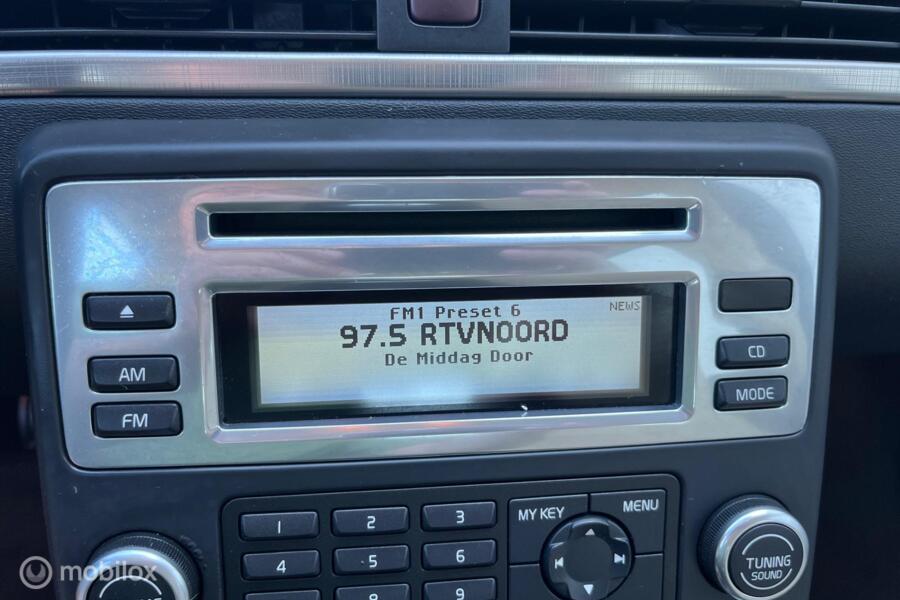 NEWS
FM1 Preset 6
97.5 RTVNOORD
De Middag Door
AM
FM
CD
MODE
1 2 3
4 5 6
9
MY KEY
MENU
TUNING
SOUND
mobilox